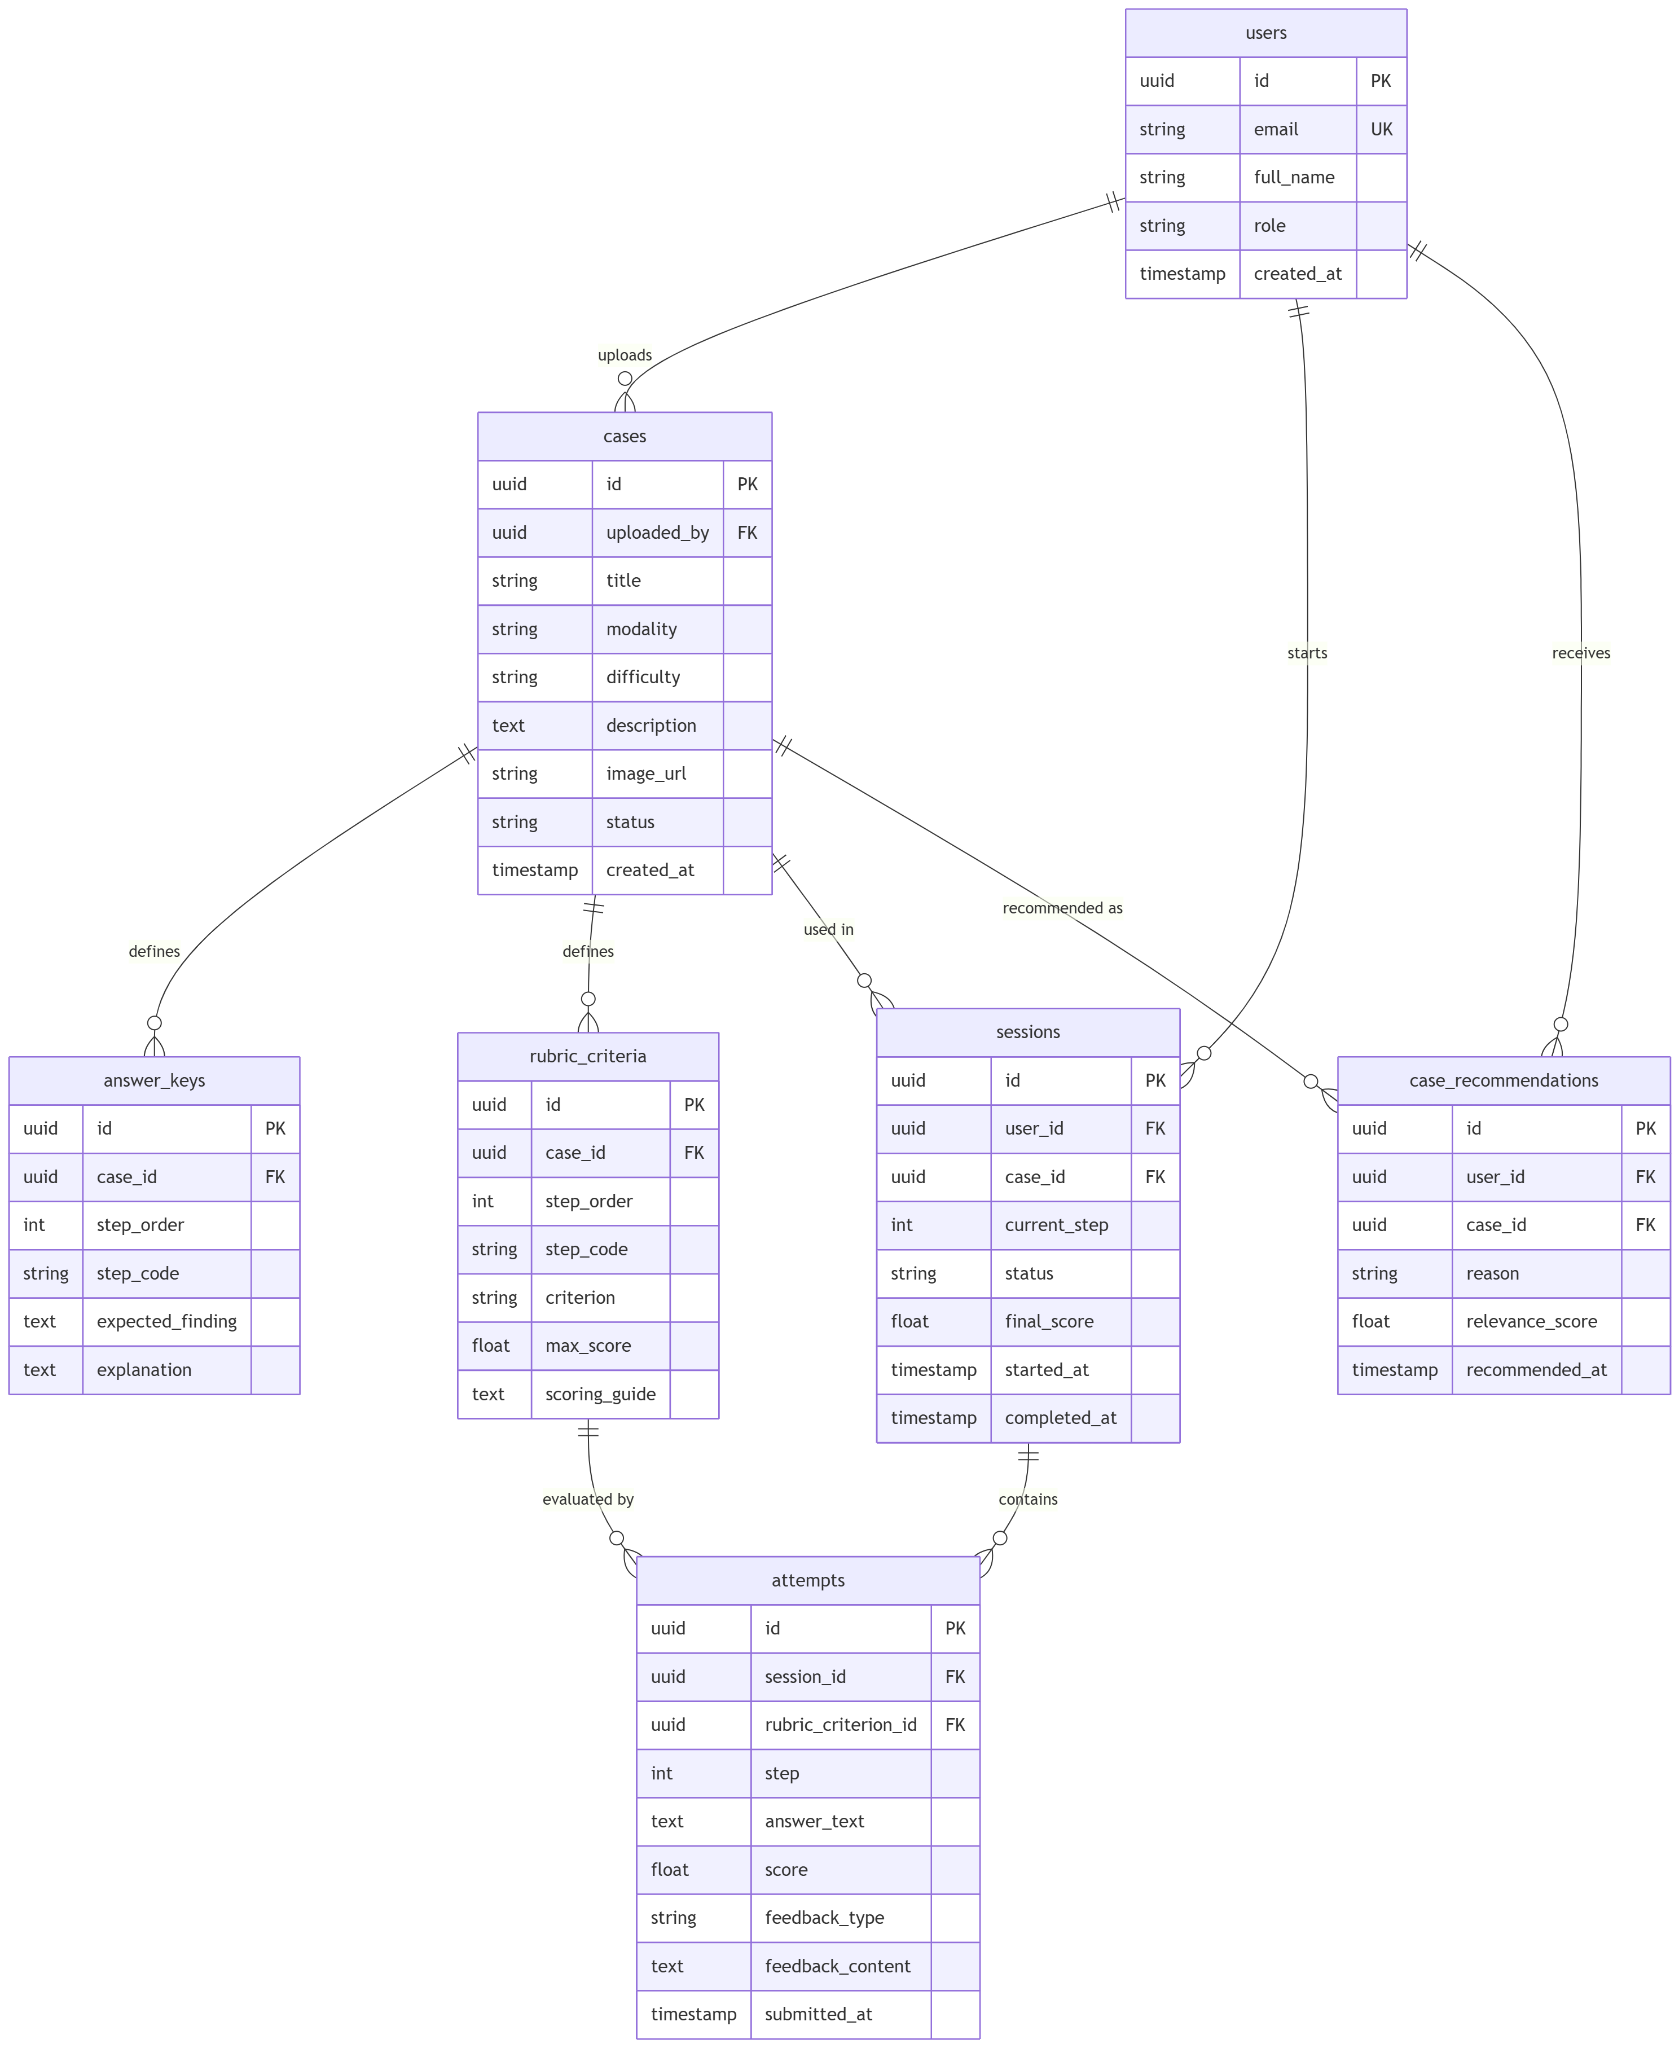 users
uuid id PK
string email UK
string full_name
string role
timestamp created_at
uploads
cases
uuid id PK
uuid uploaded_by FK
string title
string modality
string difficulty
text description
string image_url
string status
timestamp created_at
starts
receives
recommended as
used in
defines
defines
answer_keys
uuid id PK
uuid case_id FK
int step_order
string step_code
text expected_finding
text explanation
rubric_criteria
uuid id PK
uuid case_id FK
int step_order
string step_code
string criterion
float max_score
text scoring_guide
sessions
uuid id PK
uuid user_id FK
uuid case_id FK
int current_step
string status
float final_score
timestamp started_at
timestamp completed_at
case_recommendations
uuid id PK
uuid user_id FK
uuid case_id FK
string reason
float relevance_score
timestamp recommended_at
evaluated by
contains
attempts
uuid id PK
uuid session_id FK
uuid rubric_criterion_id FK
int step
text answer_text
float score
string feedback_type
text feedback_content
timestamp submitted_at